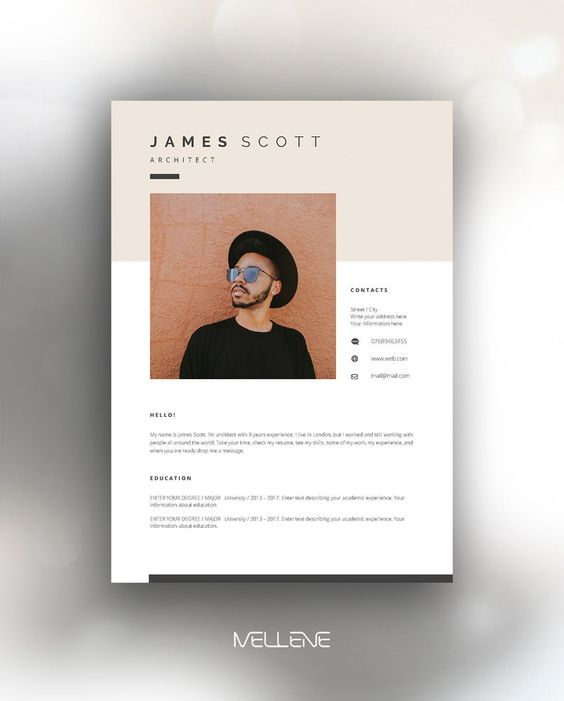 JAMES SCOTT
ARCHITECT
CONTACTS
Street / City
Write your address here
Your information here.
07689463455
www.web.com
mail@mail.com
HELLO!
My name is James Scott. I'm architect with 8 years experience. I live in London, but I worked and still working with
people all around the world. Take your time, check my resume, see my skills, some of my work, my experience, and
when you are ready drop me a message.
EDUCATION
ENTER YOUR DEGREE / MAJOR University / 2013 – 2017. Enter text describing your academic experience. Your
information about education.
ENTER YOUR DEGREE / MAJOR University / 2013 – 2017. Enter text describing your academic experience. Your
information about education.
MELLENE